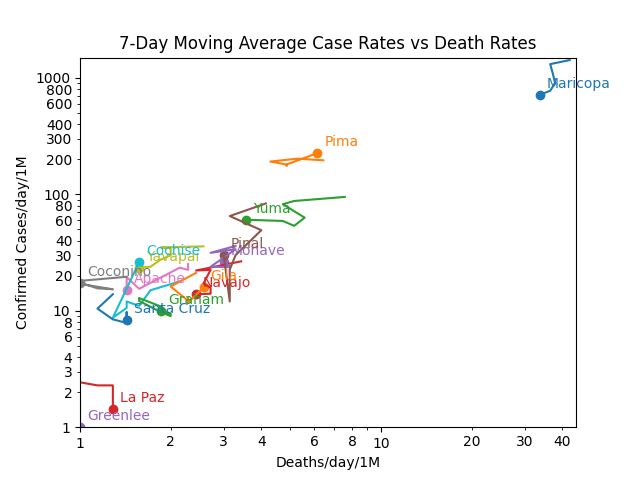 7-Day Moving Average Case Rates vs Death Rates
1000
800
600
400
300
200
100
80
60
40
30
20
10
8
6
4
3
2
1
Confirmed Cases/day/1M
Maricopa
Pima
Yuma
Pinal
Cochise
Mohave
Yavapai
Coconino
Gila
Apache
Navajo
Graham
Santa Cruz
La Paz
Greenlee
1 2 3 4 6 8 10 20 30 40
Deaths/day/1M